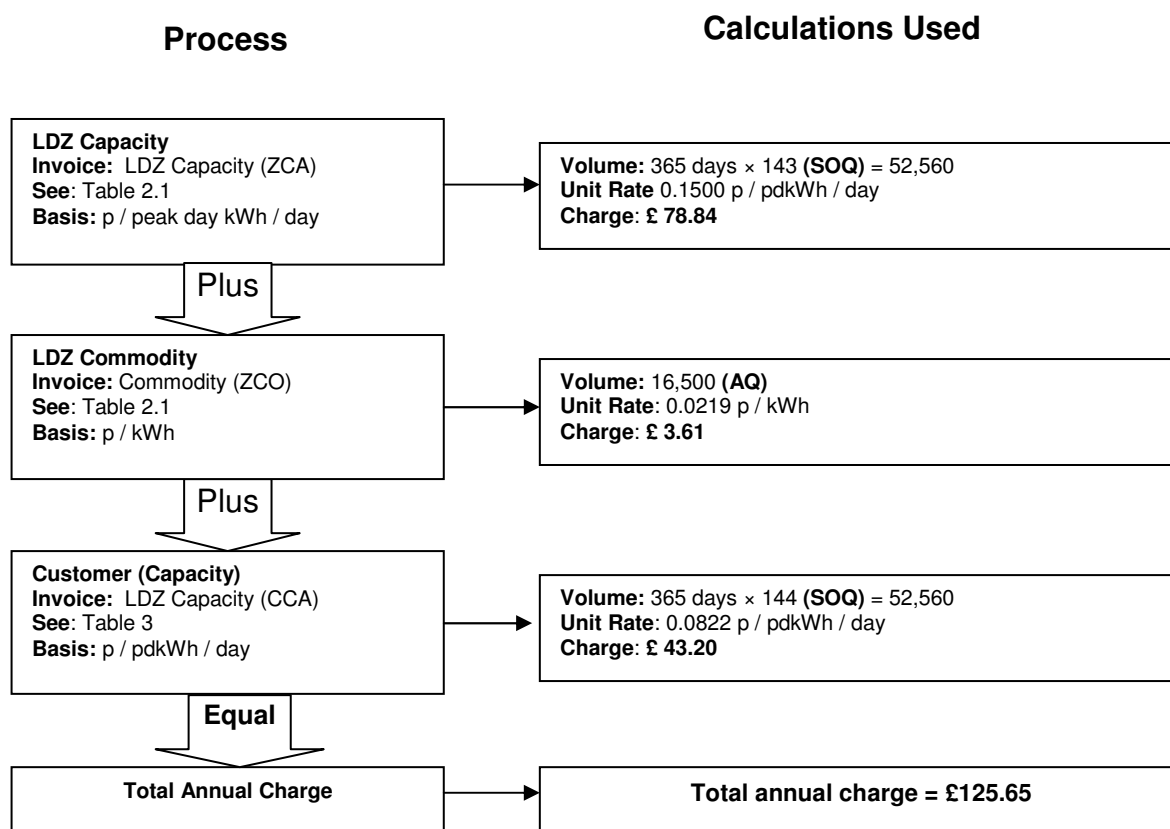 Process
Calculations Used
LDZ Capacity
Invoice: LDZ Capacity (ZCA)
See: Table 2.1
Basis: p / peak day kWh / day
Volume: 365 days × 143 (SOQ) = 52,560
Unit Rate 0.1500 p / pdkWh / day
Charge: £ 78.84
Plus
LDZ Commodity
Invoice: Commodity (ZCO)
See: Table 2.1
Basis: p / kWh
Volume: 16,500 (AQ)
Unit Rate: 0.0219 p / kWh
Charge: £ 3.61
Plus
Customer (Capacity)
Invoice: LDZ Capacity (CCA)
See: Table 3
Basis: p / pdkWh / day
Volume: 365 days × 144 (SOQ) = 52,560
Unit Rate: 0.0822 p / pdkWh / day
Charge: £ 43.20
Equal
Total Annual Charge
Total annual charge = £125.65